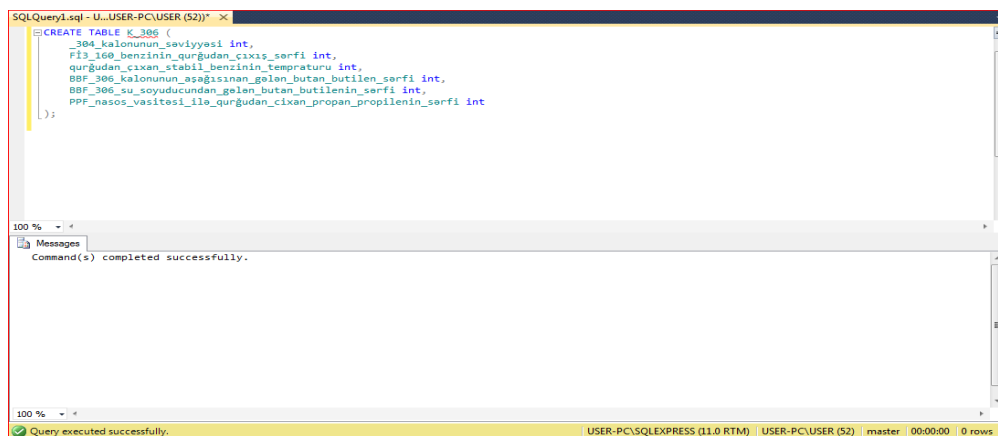 SQLQuery1.sql - U...USER-PC\USER (52))* ×
CREATE TABLE K_306 (
_304_kalonunun_səviyyəsi int,
Fİ3_160_benzinin_qurğudan_çıxış_sərfi int,
qurğudan_çıxan_stabil_benzinin_tempraturu int,
BBF_306_kalonunun_aşağısınan_gələn_butan_butilen_sərfi int,
BBF_306_su_soyuducundan_gələn_butan_butilenin_sərfi int,
PPF_nasos_vasitəsi_ilə_qurğudan_cixan_propan_propilenin_sərfi int
);
100 %
Messages
Command(s) completed successfully.
100 %
Query executed successfully. USER-PC\SQLEXPRESS (11.0 RTM) USER-PC\USER (52) master 00:00:00 0 rows